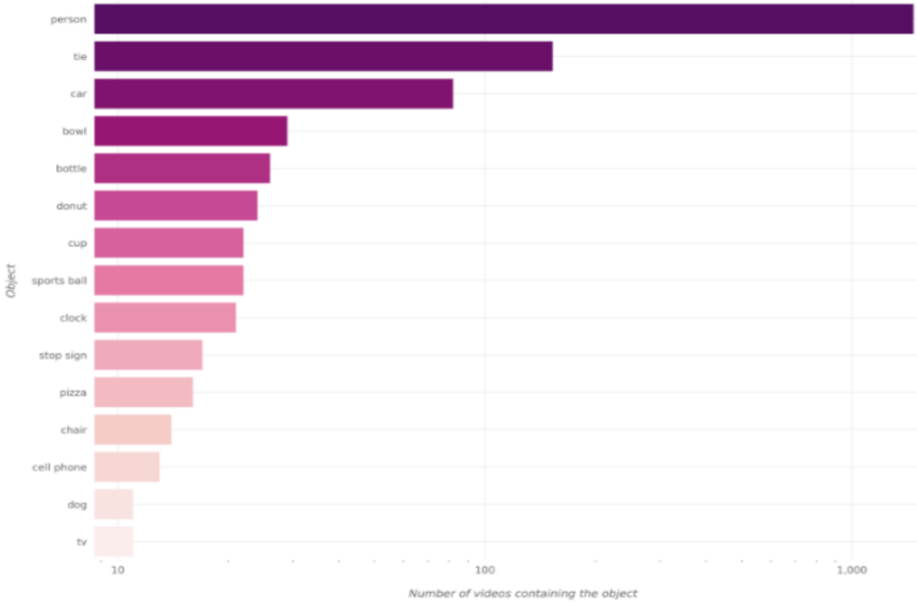 person
tie
car
bowl
bottle
donut
cup
sports ball
clock
stop sign
pizza
chair
cell phone
dog
tv
Object
10 100 1,000
Number of videos containing the object